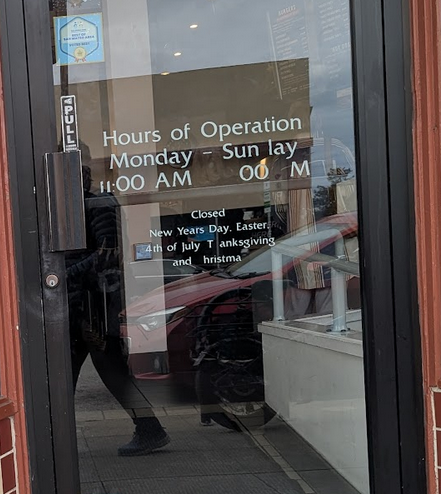 PULL
Hours of Operation
Monday - Sun lay
11:00 AM 00 M
Closed
New Years Day, Easter,
4th of July T anksgiving
and hristma